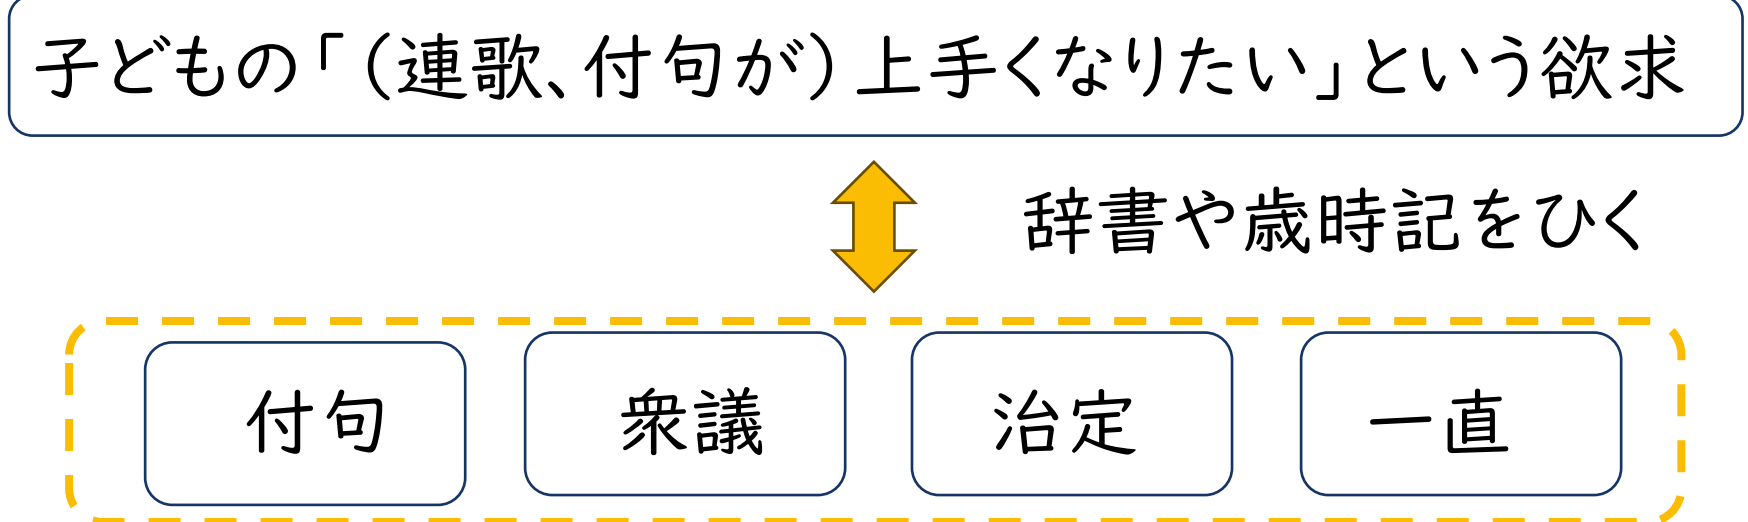 子どもの「（連歌、付句が）上手くなりたい」という欲求
辞書や歳時記をひく
付句
衆議
治定
一直